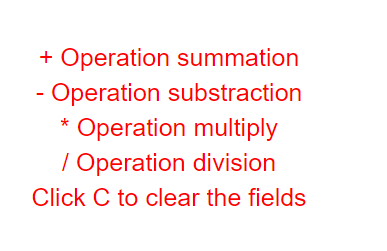 + Operation summation
- Operation substraction
* Operation multiply
/ Operation division
Click C to clear the fields